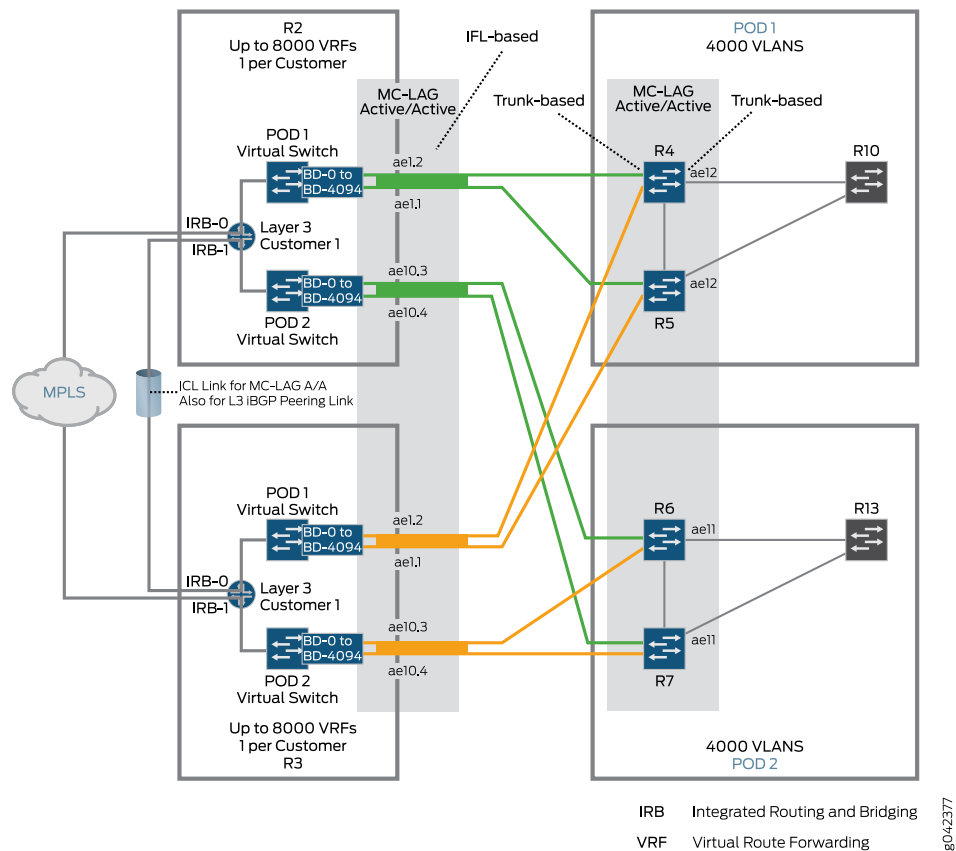 R2
Up to 8000 VRFs
1 per Customer
MC-LAG
Active/Active
IFL-based
POD 1
Virtual Switch
BD-0 to
BD-4094
ae1.2
ae1.1
IRB-0
IRB-1
Layer 3
Customer 1
BD-0 to
BD-4094
POD 2
Virtual Switch
ae10.3
ae10.4
POD 1
4000 VLANS
Trunk-based
MC-LAG
Active/Active
Trunk-based
R4
ae12
R10
ae12
R5
MPLS
ICL Link for MC-LAG A/A
Also for L3 iBGP Peering Link
POD 1
Virtual Switch
BD-0 to
BD-4094
ae1.2
ae1.1
IRB-0
IRB-1
Layer 3
Customer 1
BD-0 to
BD-4094
POD 2
Virtual Switch
ae10.3
ae10.4
Up to 8000 VRFs
1 per Customer
R3
R6
ae11
R13
ae11
R7
4000 VLANS
POD 2
IRB Integrated Routing and Bridging
VRF Virtual Route Forwarding
g042377